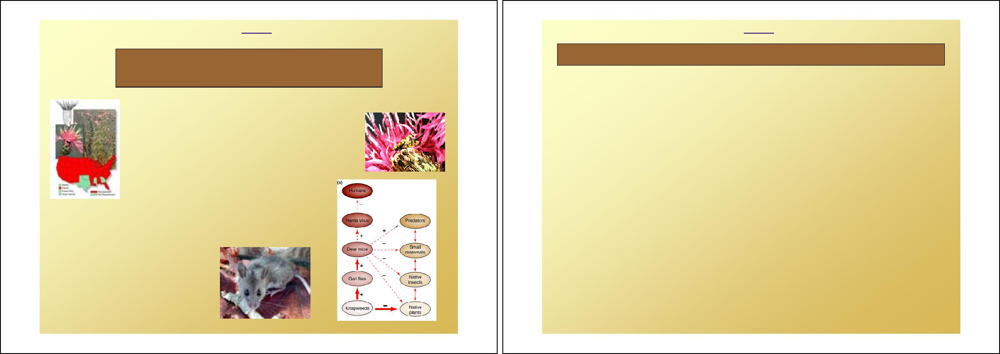 (a)
Humans
–
Hanta virus
Predators
+
+
–
Deer mice
Small
mammals
–
+
–
Gall flies
Native
insects
+
–
Knapweeds
Native
plants